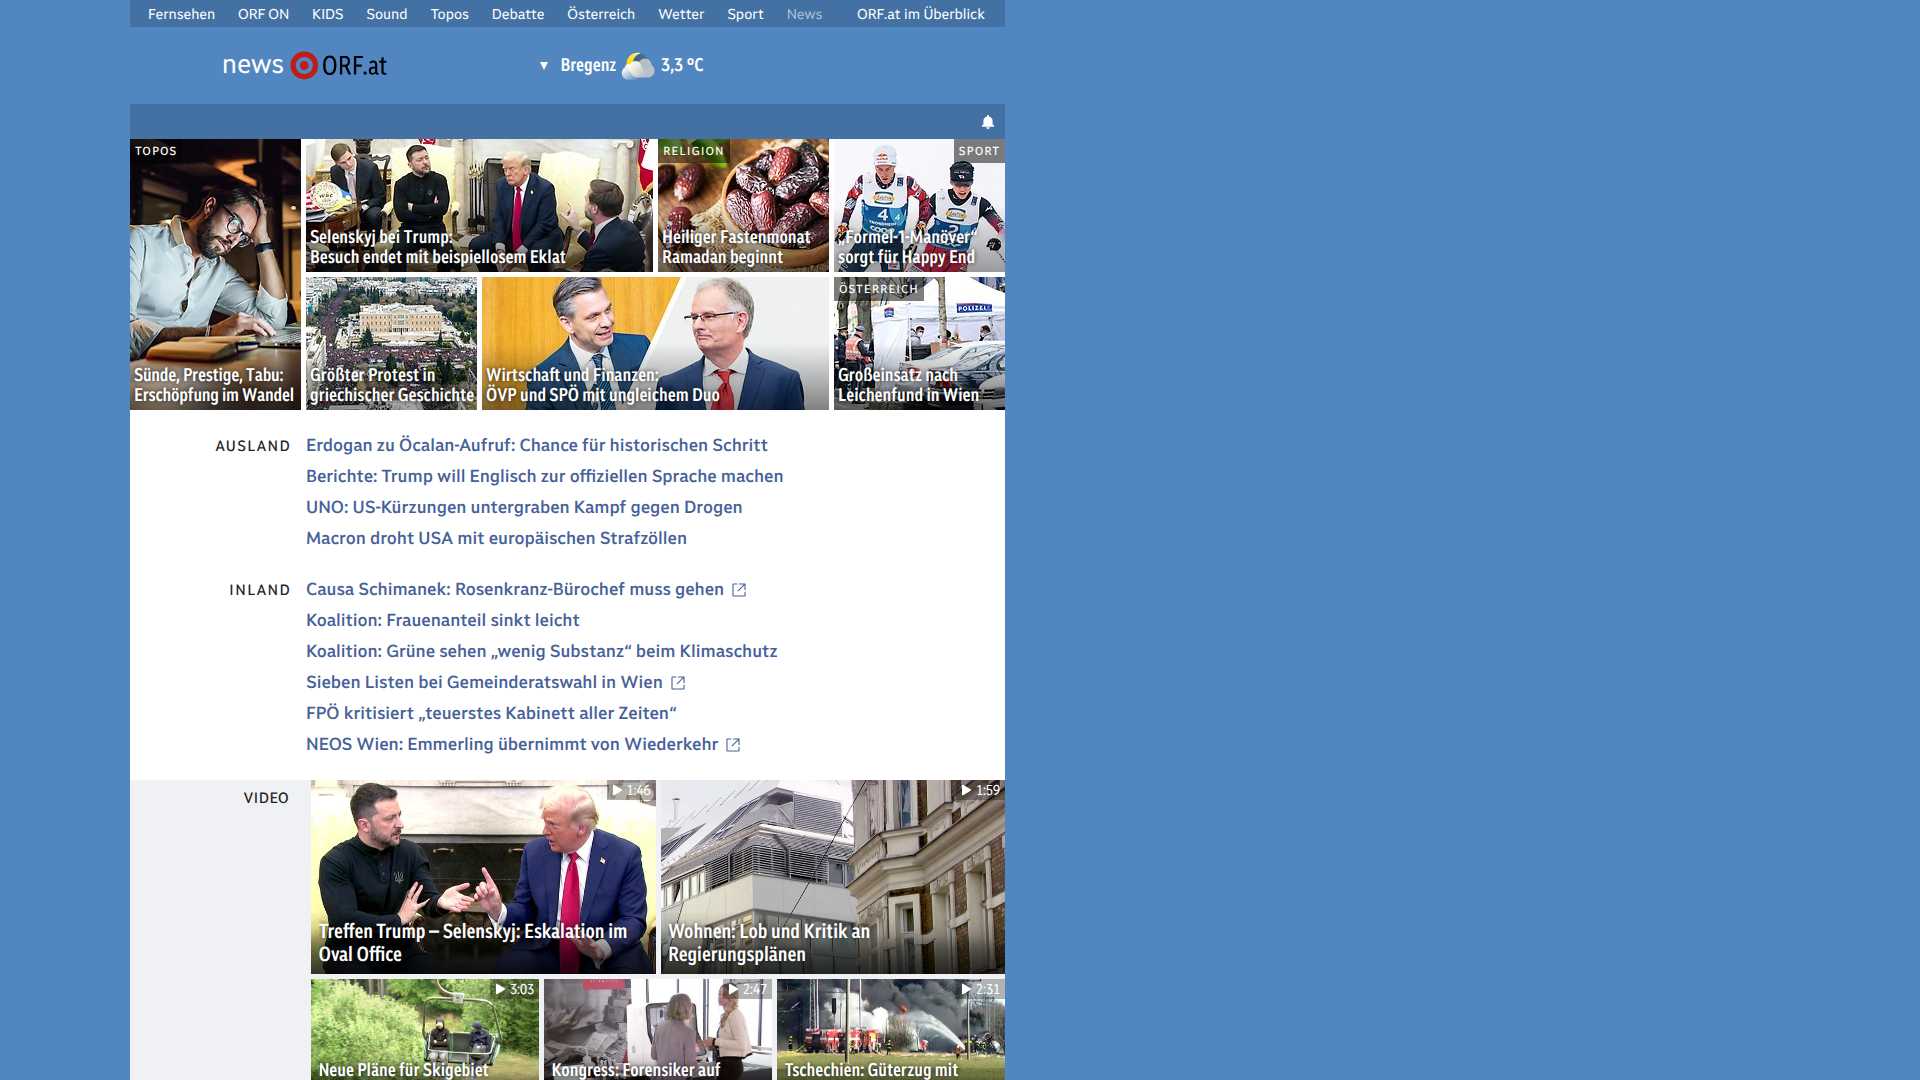 Fernsehen ORF ON KIDS Sound Topos Debatte Österreich Wetter Sport News ORF.at im Überblick
news ORF.at
▼ Bregenz 3,3 °C
TOPOS
Sünde, Prestige, Tabu:
Erschöpfung im Wandel
Selenskyj bei Trump:
Besuch endet mit beispiellosem Eklat
RELIGION
Heiliger Fastenmonat
Ramadan beginnt
SPORT
„Formel-1-Manöver“
sorgt für Happy End
Größter Protest in
griechischer Geschichte
Wirtschaft und Finanzen:
ÖVP und SPÖ mit ungleichem Duo
ÖSTERREICH
POLIZEI
Großeinsatz nach
Leichenfund in Wien
AUSLAND
Erdogan zu Öcalan-Aufruf: Chance für historischen Schritt
Berichte: Trump will Englisch zur offiziellen Sprache machen
UNO: US-Kürzungen untergraben Kampf gegen Drogen
Macron droht USA mit europäischen Strafzöllen
INLAND
Causa Schimanek: Rosenkranz-Bürochef muss gehen
Koalition: Frauenanteil sinkt leicht
Koalition: Grüne sehen „wenig Substanz“ beim Klimaschutz
Sieben Listen bei Gemeinderatswahl in Wien
FPÖ kritisiert „teuerstes Kabinett aller Zeiten“
NEOS Wien: Emmerling übernimmt von Wiederkehr
VIDEO
1:46
Treffen Trump – Selenskyj: Eskalation im
Oval Office
1:59
Wohnen: Lob und Kritik an
Regierungsplänen
3:03
Neue Pläne für Skigebiet
2:47
Kongress: Forensiker auf
2:31
Tschechien: Güterzug mit